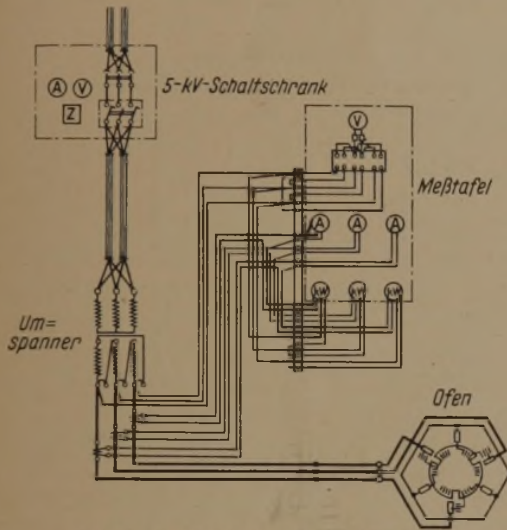 5-kV-Schaltschrank
A V
Z
V
Meßtafel
A A A
kW kW kW
Um=
spanner
Ofen